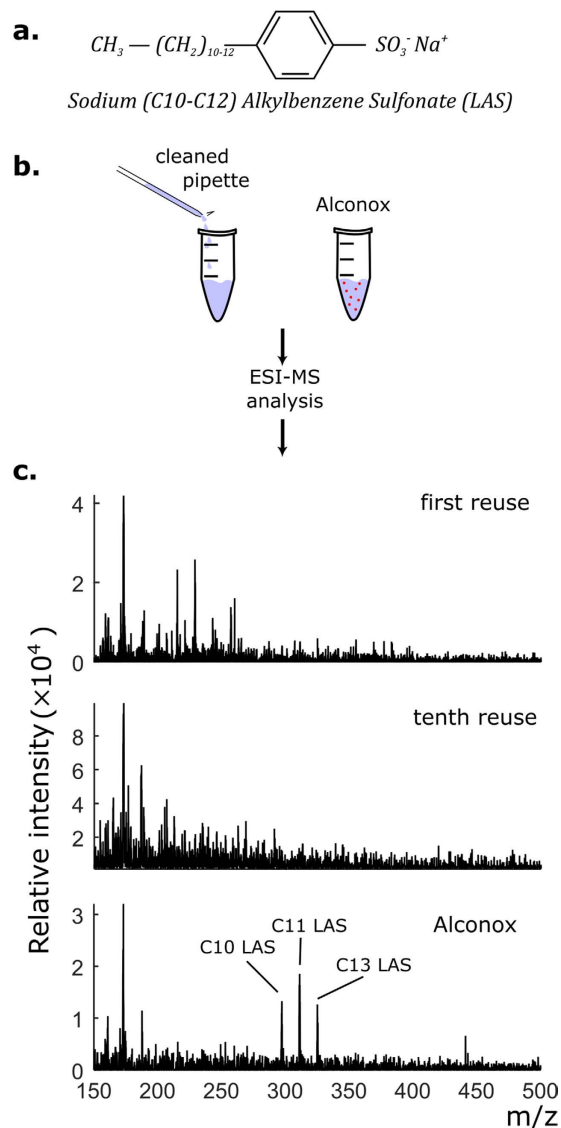 a.
CH₃ — (CH₂)₁₀₋₁₂ SO₃⁻ Na⁺
Sodium (C10-C12) Alkylbenzene Sulfonate (LAS)
b.
cleaned
pipette
Alconox
ESI-MS
analysis
c.
first reuse
4
2
0
tenth reuse
8
6
4
2
Relative intensity (×10⁴)
Alconox
C11 LAS
C10 LAS
C13 LAS
3
2
1
0
150 200 250 300 350 400 450 500
m/z